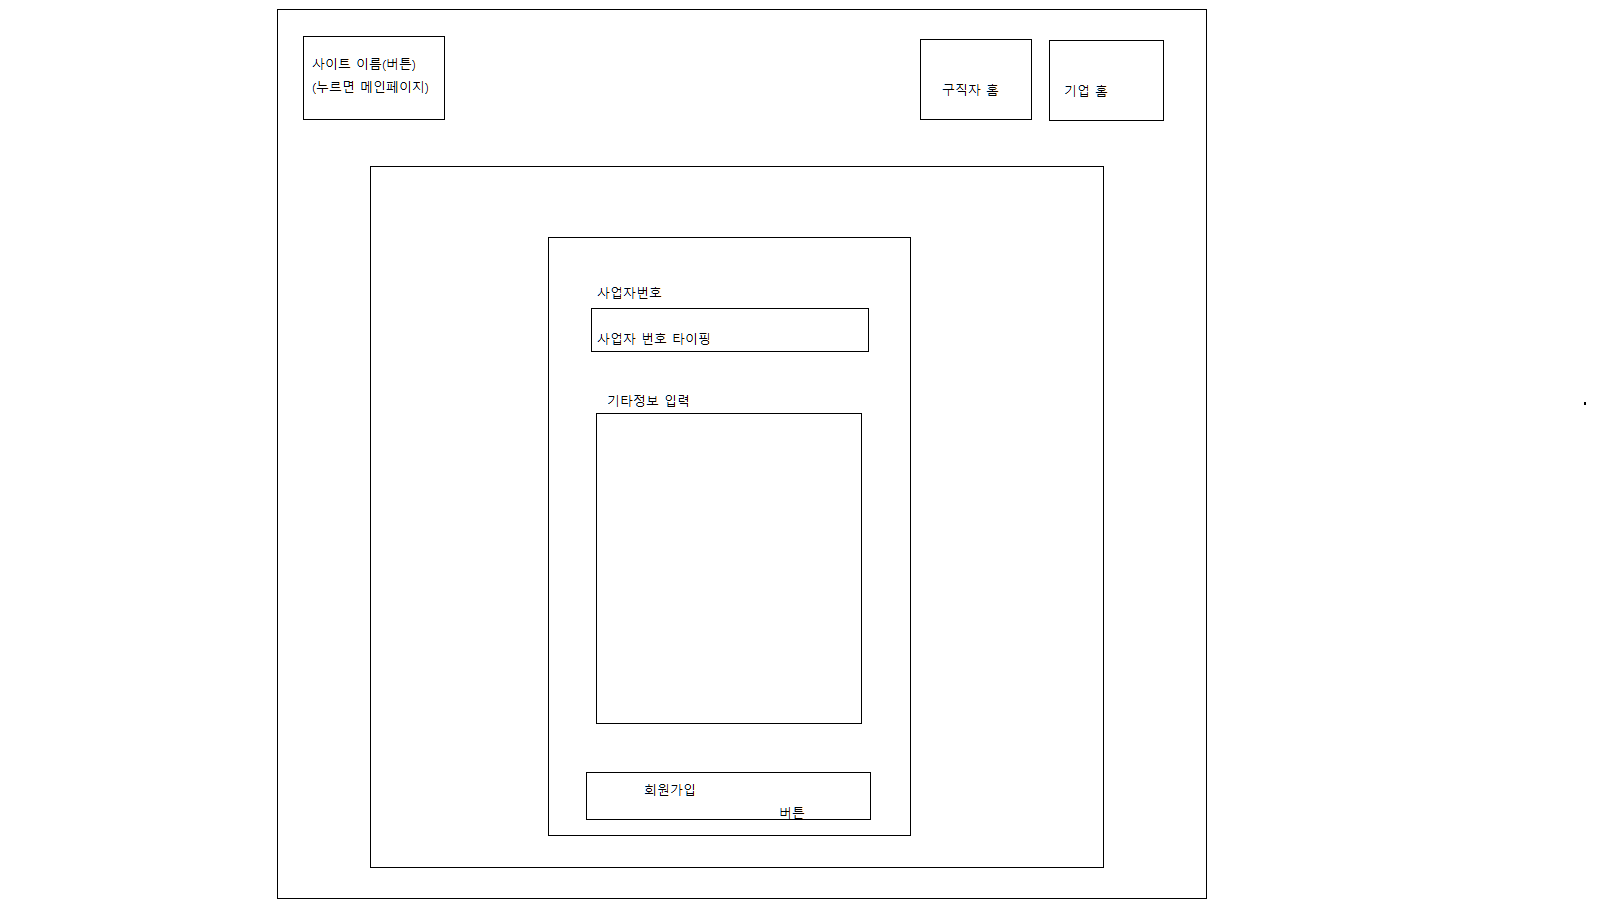 사이트 이름(버튼)
(누르면 메인페이지)
구직자 홈
기업 홈
사업자번호
사업자 번호 타이핑
기타정보 입력
회원가입
버튼